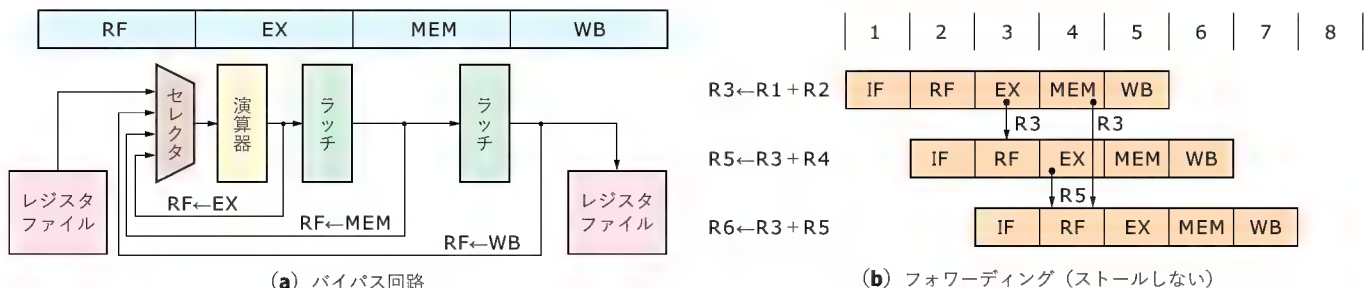 RF EX MEM WB
セレクタ
演算器
ラッチ
ラッチ
レジスタ
ファイル
レジスタ
ファイル
RF←EX
RF←MEM
RF←WB
(a) バイパス回路
1 2 3 4 5 6 7 8
R3←R1+R2 IF RF EX MEM WB
R3 R3
R5←R3+R4 IF RF EX MEM WB
R5
R6←R3+R5 IF RF EX MEM WB
(b) フォワーディング（ストールしない）